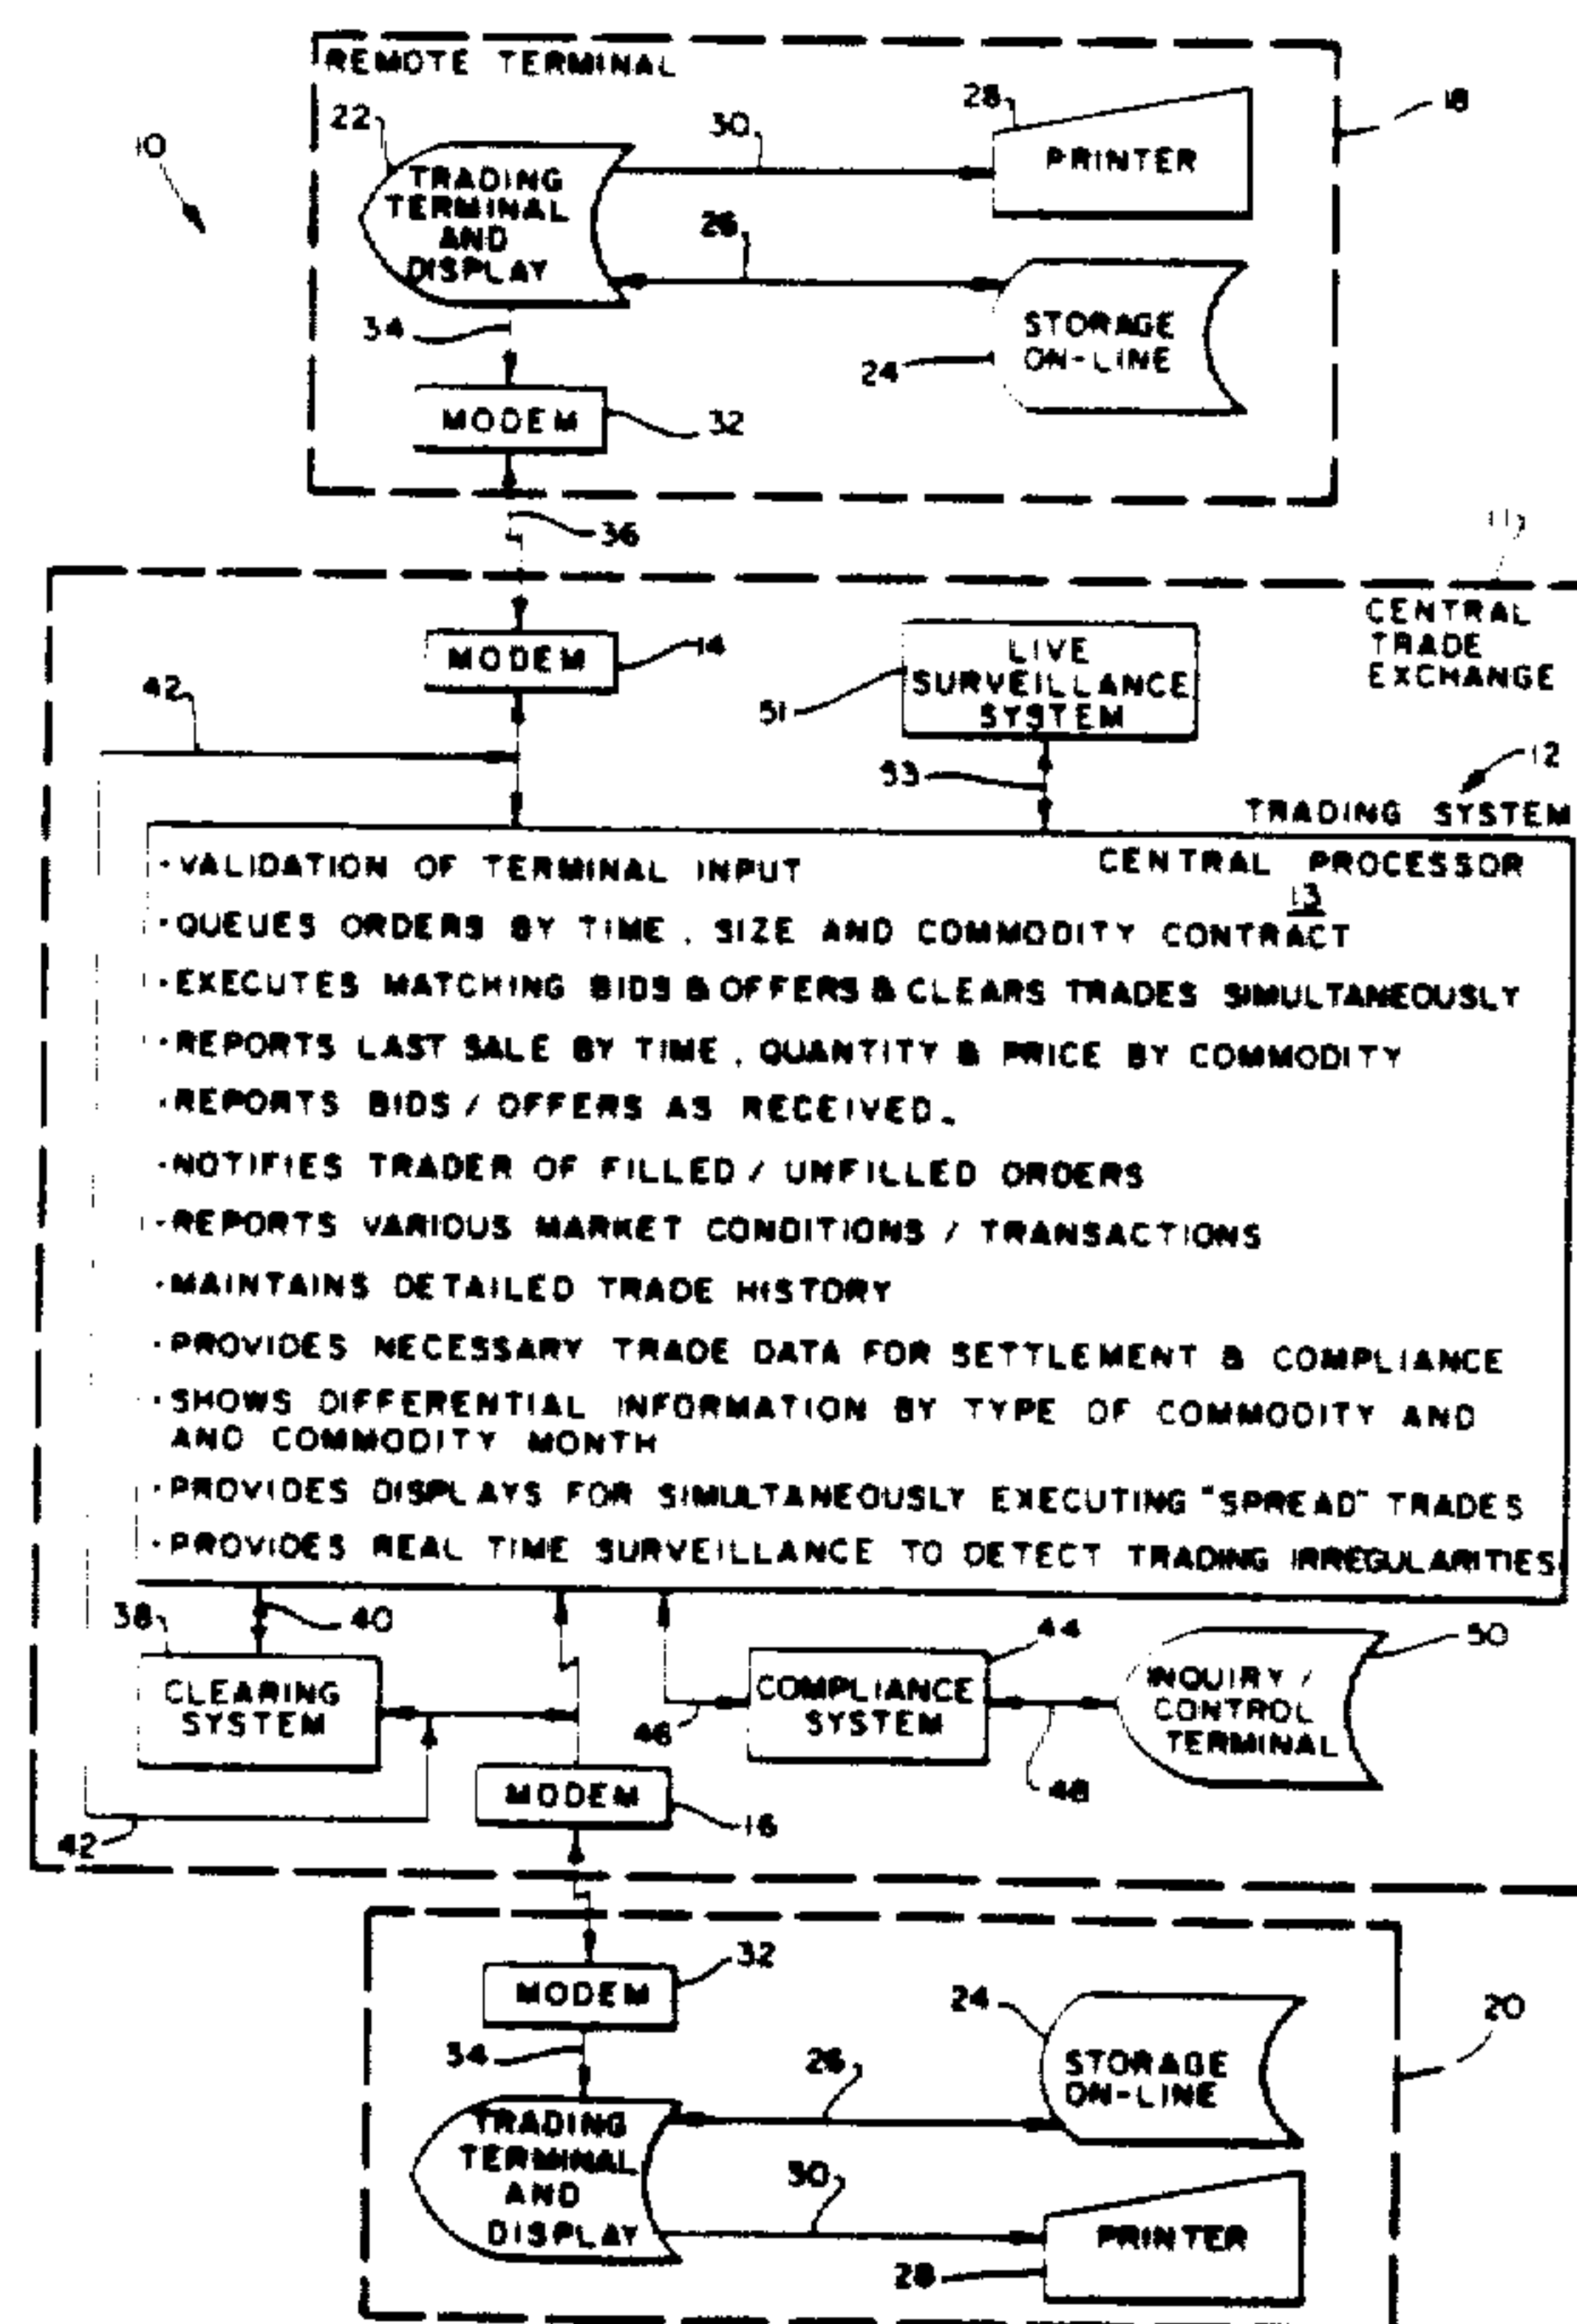 REMOTE TERMINAL
18
10
22
TRADING
TERMINAL
AND
DISPLAY
30
28
PRINTER
26
STORAGE
ON-LINE
24
34
MODEM
32
36
CENTRAL
TRADE
EXCHANGE
MODEM
14
LIVE
SURVEILLANCE
SYSTEM
51
42
53
12
TRADING SYSTEM
CENTRAL PROCESSOR
13
·VALIDATION OF TERMINAL INPUT
·QUEUES ORDERS BY TIME, SIZE AND COMMODITY CONTRACT
·EXECUTES MATCHING BIDS & OFFERS & CLEARS TRADES SIMULTANEOUSLY
·REPORTS LAST SALE BY TIME, QUANTITY & PRICE BY COMMODITY
·REPORTS BIDS / OFFERS AS RECEIVED.
·NOTIFIES TRADER OF FILLED / UNFILLED ORDERS
·REPORTS VARIOUS MARKET CONDITIONS / TRANSACTIONS
·MAINTAINS DETAILED TRADE HISTORY
·PROVIDES NECESSARY TRADE DATA FOR SETTLEMENT & COMPLIANCE
·SHOWS DIFFERENTIAL INFORMATION BY TYPE OF COMMODITY AND
AND COMMODITY MONTH
·PROVIDES DISPLAYS FOR SIMULTANEOUSLY EXECUTING "SPREAD" TRADES
·PROVIDES REAL TIME SURVEILLANCE TO DETECT TRADING IRREGULARITIES
38
40
CLEARING
SYSTEM
44
COMPLIANCE
SYSTEM
46
48
50
INQUIRY /
CONTROL
TERMINAL
MODEM
16
42
MODEM
32
34
24
STORAGE
ON-LINE
20
26
TRADING
TERMINAL
AND
DISPLAY
30
PRINTER
28